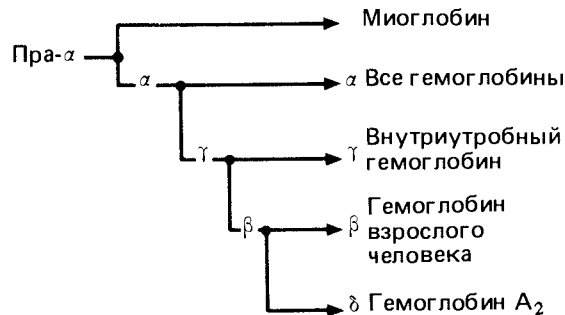 Миоглобин
Пра-α
α
α Все гемоглобины
γ
γ Внутриутробный
гемоглобин
β
β Гемоглобин
взрослого
человека
δ Гемоглобин A₂